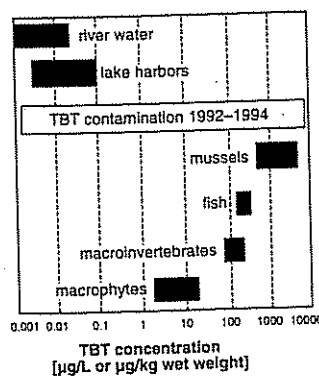 river water
lake harbors
TBT contamination 1992–1994
mussels
fish
macroinvertebrates
macrophytes
0.001 0.01 0.1 1 10 100 1000 10000
TBT concentration
[µg/L or µg/kg wet weight]